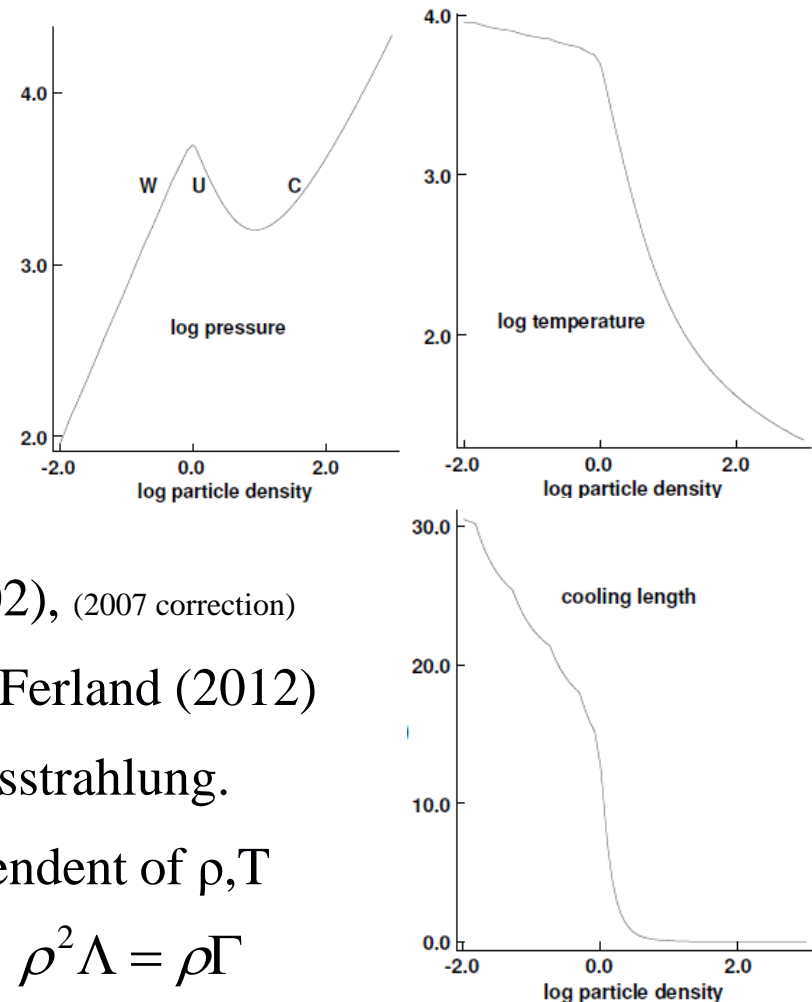 4.0
3.0
2.0
W U C
log pressure
-2.0 0.0 2.0
log particle density
4.0
3.0
2.0
log temperature
-2.0 0.0 2.0
log particle density
30.0
20.0
10.0
0.0
cooling length
-2.0 0.0 2.0
log particle density
02), (2007 correction)
Ferland (2012)
sstrahlung.
endent of ρ,T
ρ²Λ = ρΓ